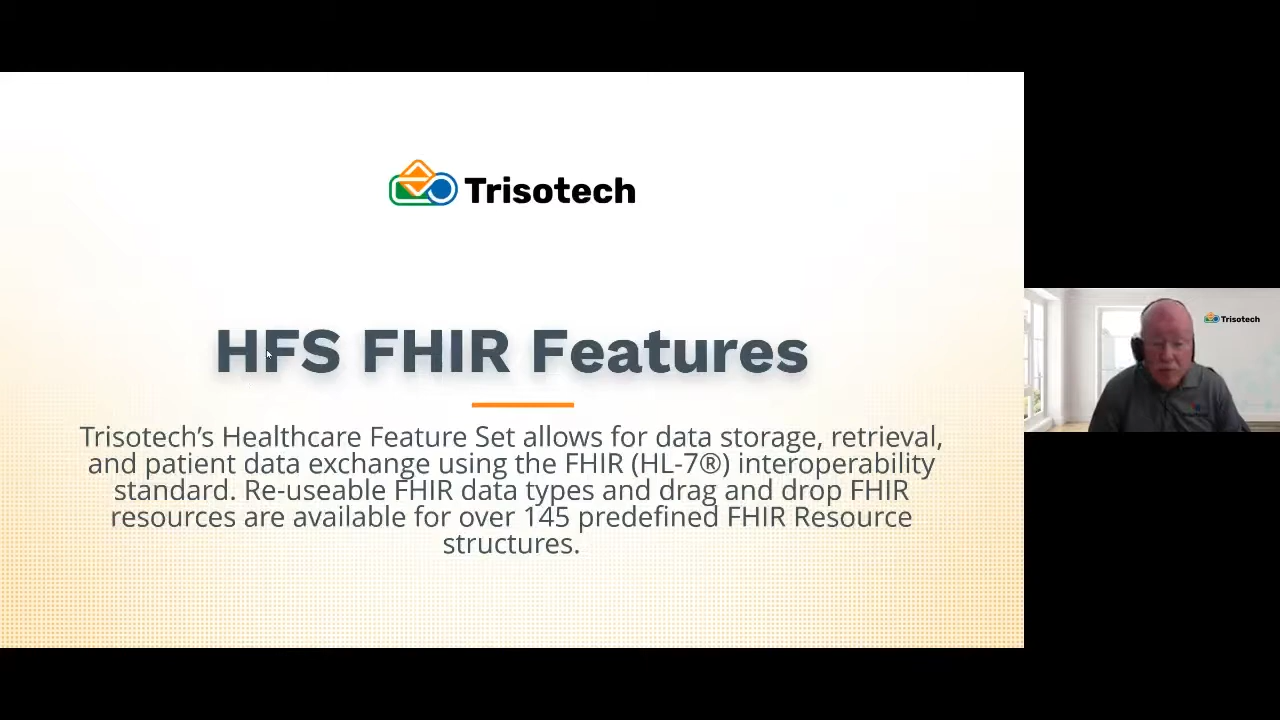 Trisotech
HFS FHIR Features
Trisotech’s Healthcare Feature Set allows for data storage, retrieval,
and patient data exchange using the FHIR (HL-7®) interoperability
standard. Re-useable FHIR data types and drag and drop FHIR
resources are available for over 145 predefined FHIR Resource
structures.
Trisotech